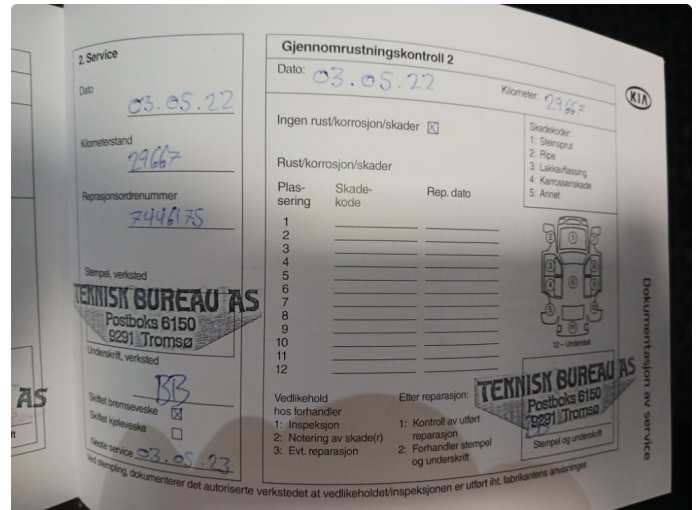 2. Service
Dato
03.05.22
Kilometerstand
29667
Reprasjonsordrenummer
7446175
Stempel, verksted
TEKNISK BUREAU AS
Postboks 6150
9291 Tromsø
Underskrift, verksted
BB
Skiftet bremseveske ☒
Skiftet kjøleveske ☐
Neste service 03.05.23
Ved stempling, dokumenterer det autoriserte verkstedet at vedlikeholdet/inspeksjonen er utført iht. fabrikantens anvisninger.
Gjennomrustningskontroll 2
Dato: 03.05.22
Kilometer: 29667
KIA
Ingen rust/korrosjon/skader ☒
Skadekoder:
1: Steinsprut
2: Ripe
3: Lakkavflassing
4: Karosseriskade
5: Annet
Rust/korrosjon/skader
Plas-
sering
Skade-
kode
Rep. dato
1
2
3
4
5
6
7
8
9
10
11
12
12 – Understell
Vedlikehold
hos forhandler
1: Inspeksjon
2: Notering av skade(r)
3: Evt. reparasjon
Etter reparasjon:
1: Kontroll av utført
reparasjon
2: Forhandler stempel
og underskrift
TEKNISK BUREAU AS
Postboks 6150
9291 Tromsø
Stempel og underskrift
Dokumentasjon av service
AS